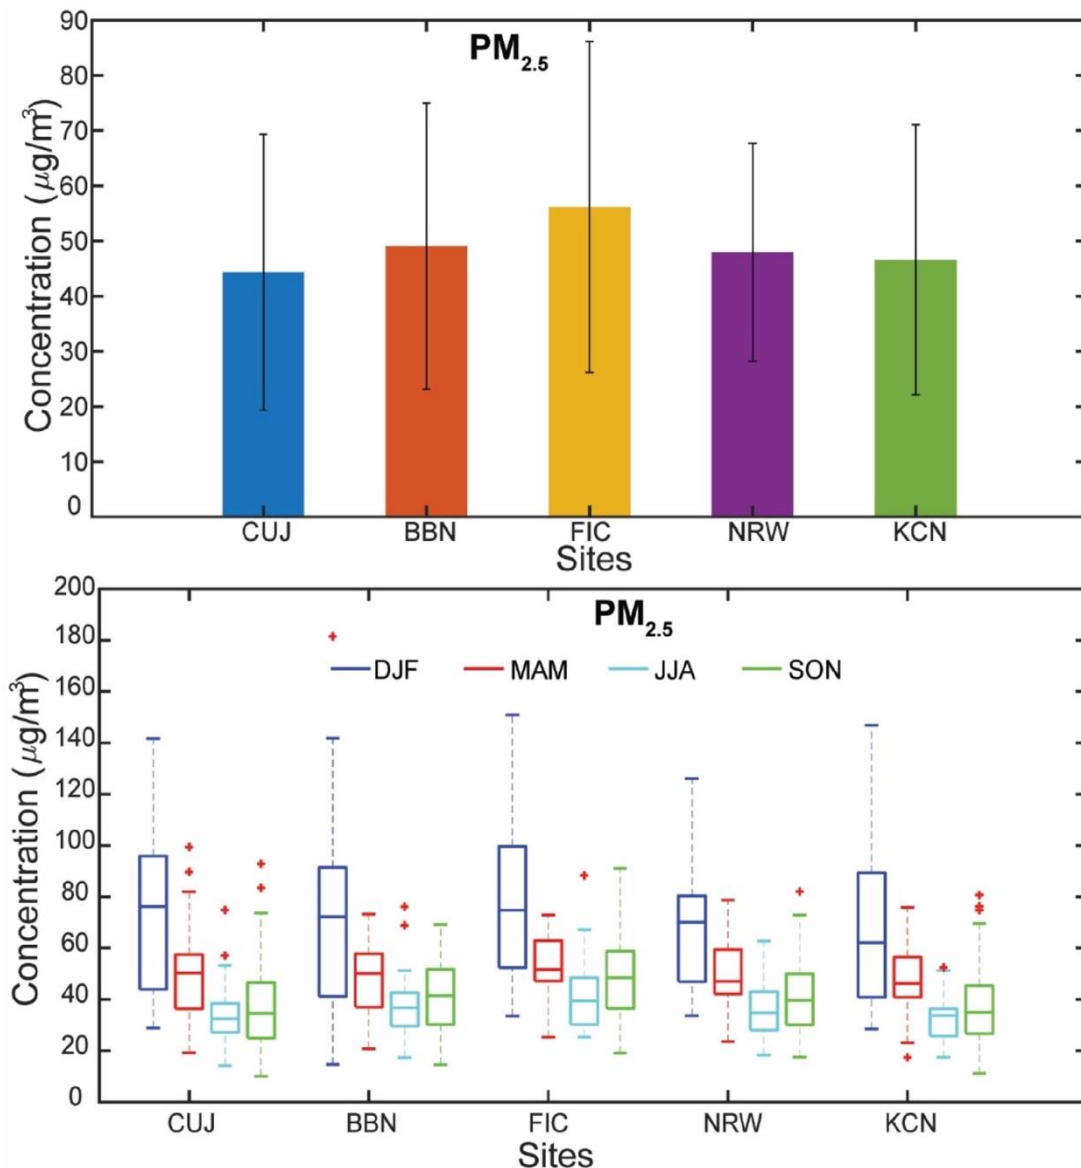 PM2.5
Concentration (μg/m³)
90
80
70
60
50
40
30
20
10
0
CUJ BBN FIC NRW KCN
Sites
PM2.5
DJF MAM JJA SON
Concentration (μg/m³)
200
180
160
140
120
100
80
60
40
20
0
CUJ BBN FIC NRW KCN
Sites